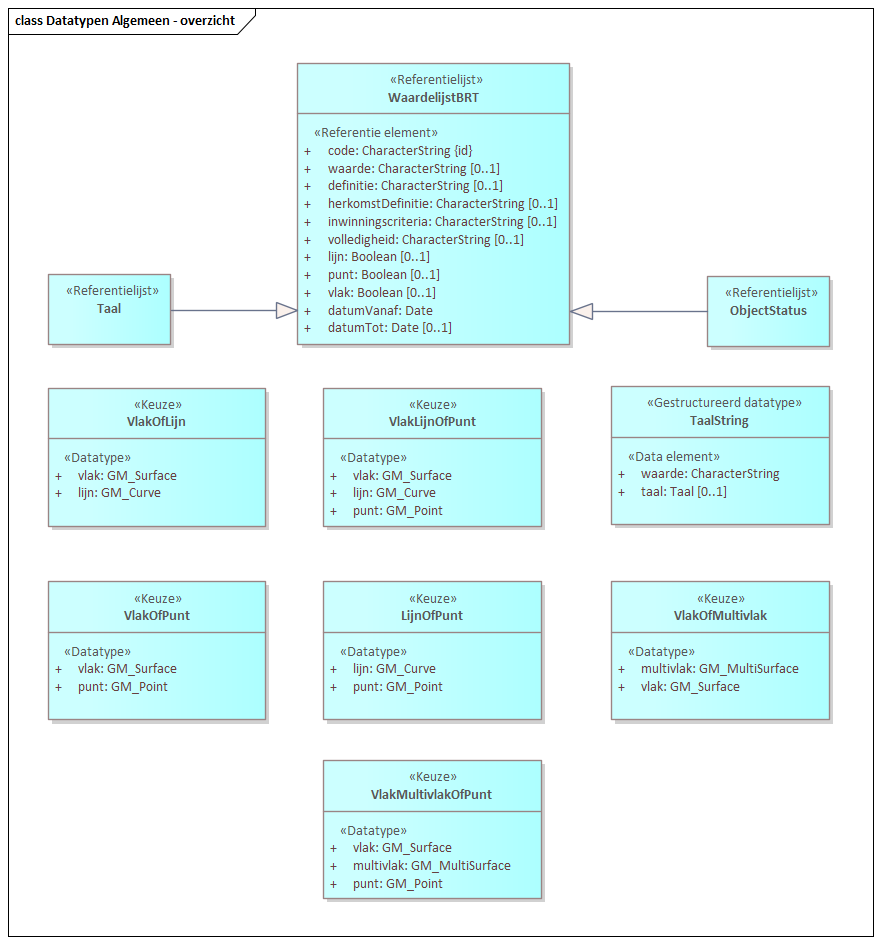 class Datatypen Algemeen - overzicht
«Referentielijst»
WaardelijstBRT
«Referentie element»
+ code: CharacterString {id}
+ waarde: CharacterString [0..1]
+ definitie: CharacterString [0..1]
+ herkomstDefinitie: CharacterString [0..1]
+ inwinningscriteria: CharacterString [0..1]
+ volledigheid: CharacterString [0..1]
+ lijn: Boolean [0..1]
+ punt: Boolean [0..1]
+ vlak: Boolean [0..1]
+ datumVanaf: Date
+ datumTot: Date [0..1]
«Referentielijst»
Taal
«Referentielijst»
ObjectStatus
«Keuze»
VlakOfLijn
«Datatype»
+ vlak: GM_Surface
+ lijn: GM_Curve
«Keuze»
VlakLijnOfPunt
«Datatype»
+ vlak: GM_Surface
+ lijn: GM_Curve
+ punt: GM_Point
«Gestructureerd datatype»
TaalString
«Data element»
+ waarde: CharacterString
+ taal: Taal [0..1]
«Keuze»
VlakOfPunt
«Datatype»
+ vlak: GM_Surface
+ punt: GM_Point
«Keuze»
LijnOfPunt
«Datatype»
+ lijn: GM_Curve
+ punt: GM_Point
«Keuze»
VlakOfMultivlak
«Datatype»
+ multivlak: GM_MultiSurface
+ vlak: GM_Surface
«Keuze»
VlakMultivlakOfPunt
«Datatype»
+ vlak: GM_Surface
+ multivlak: GM_MultiSurface
+ punt: GM_Point